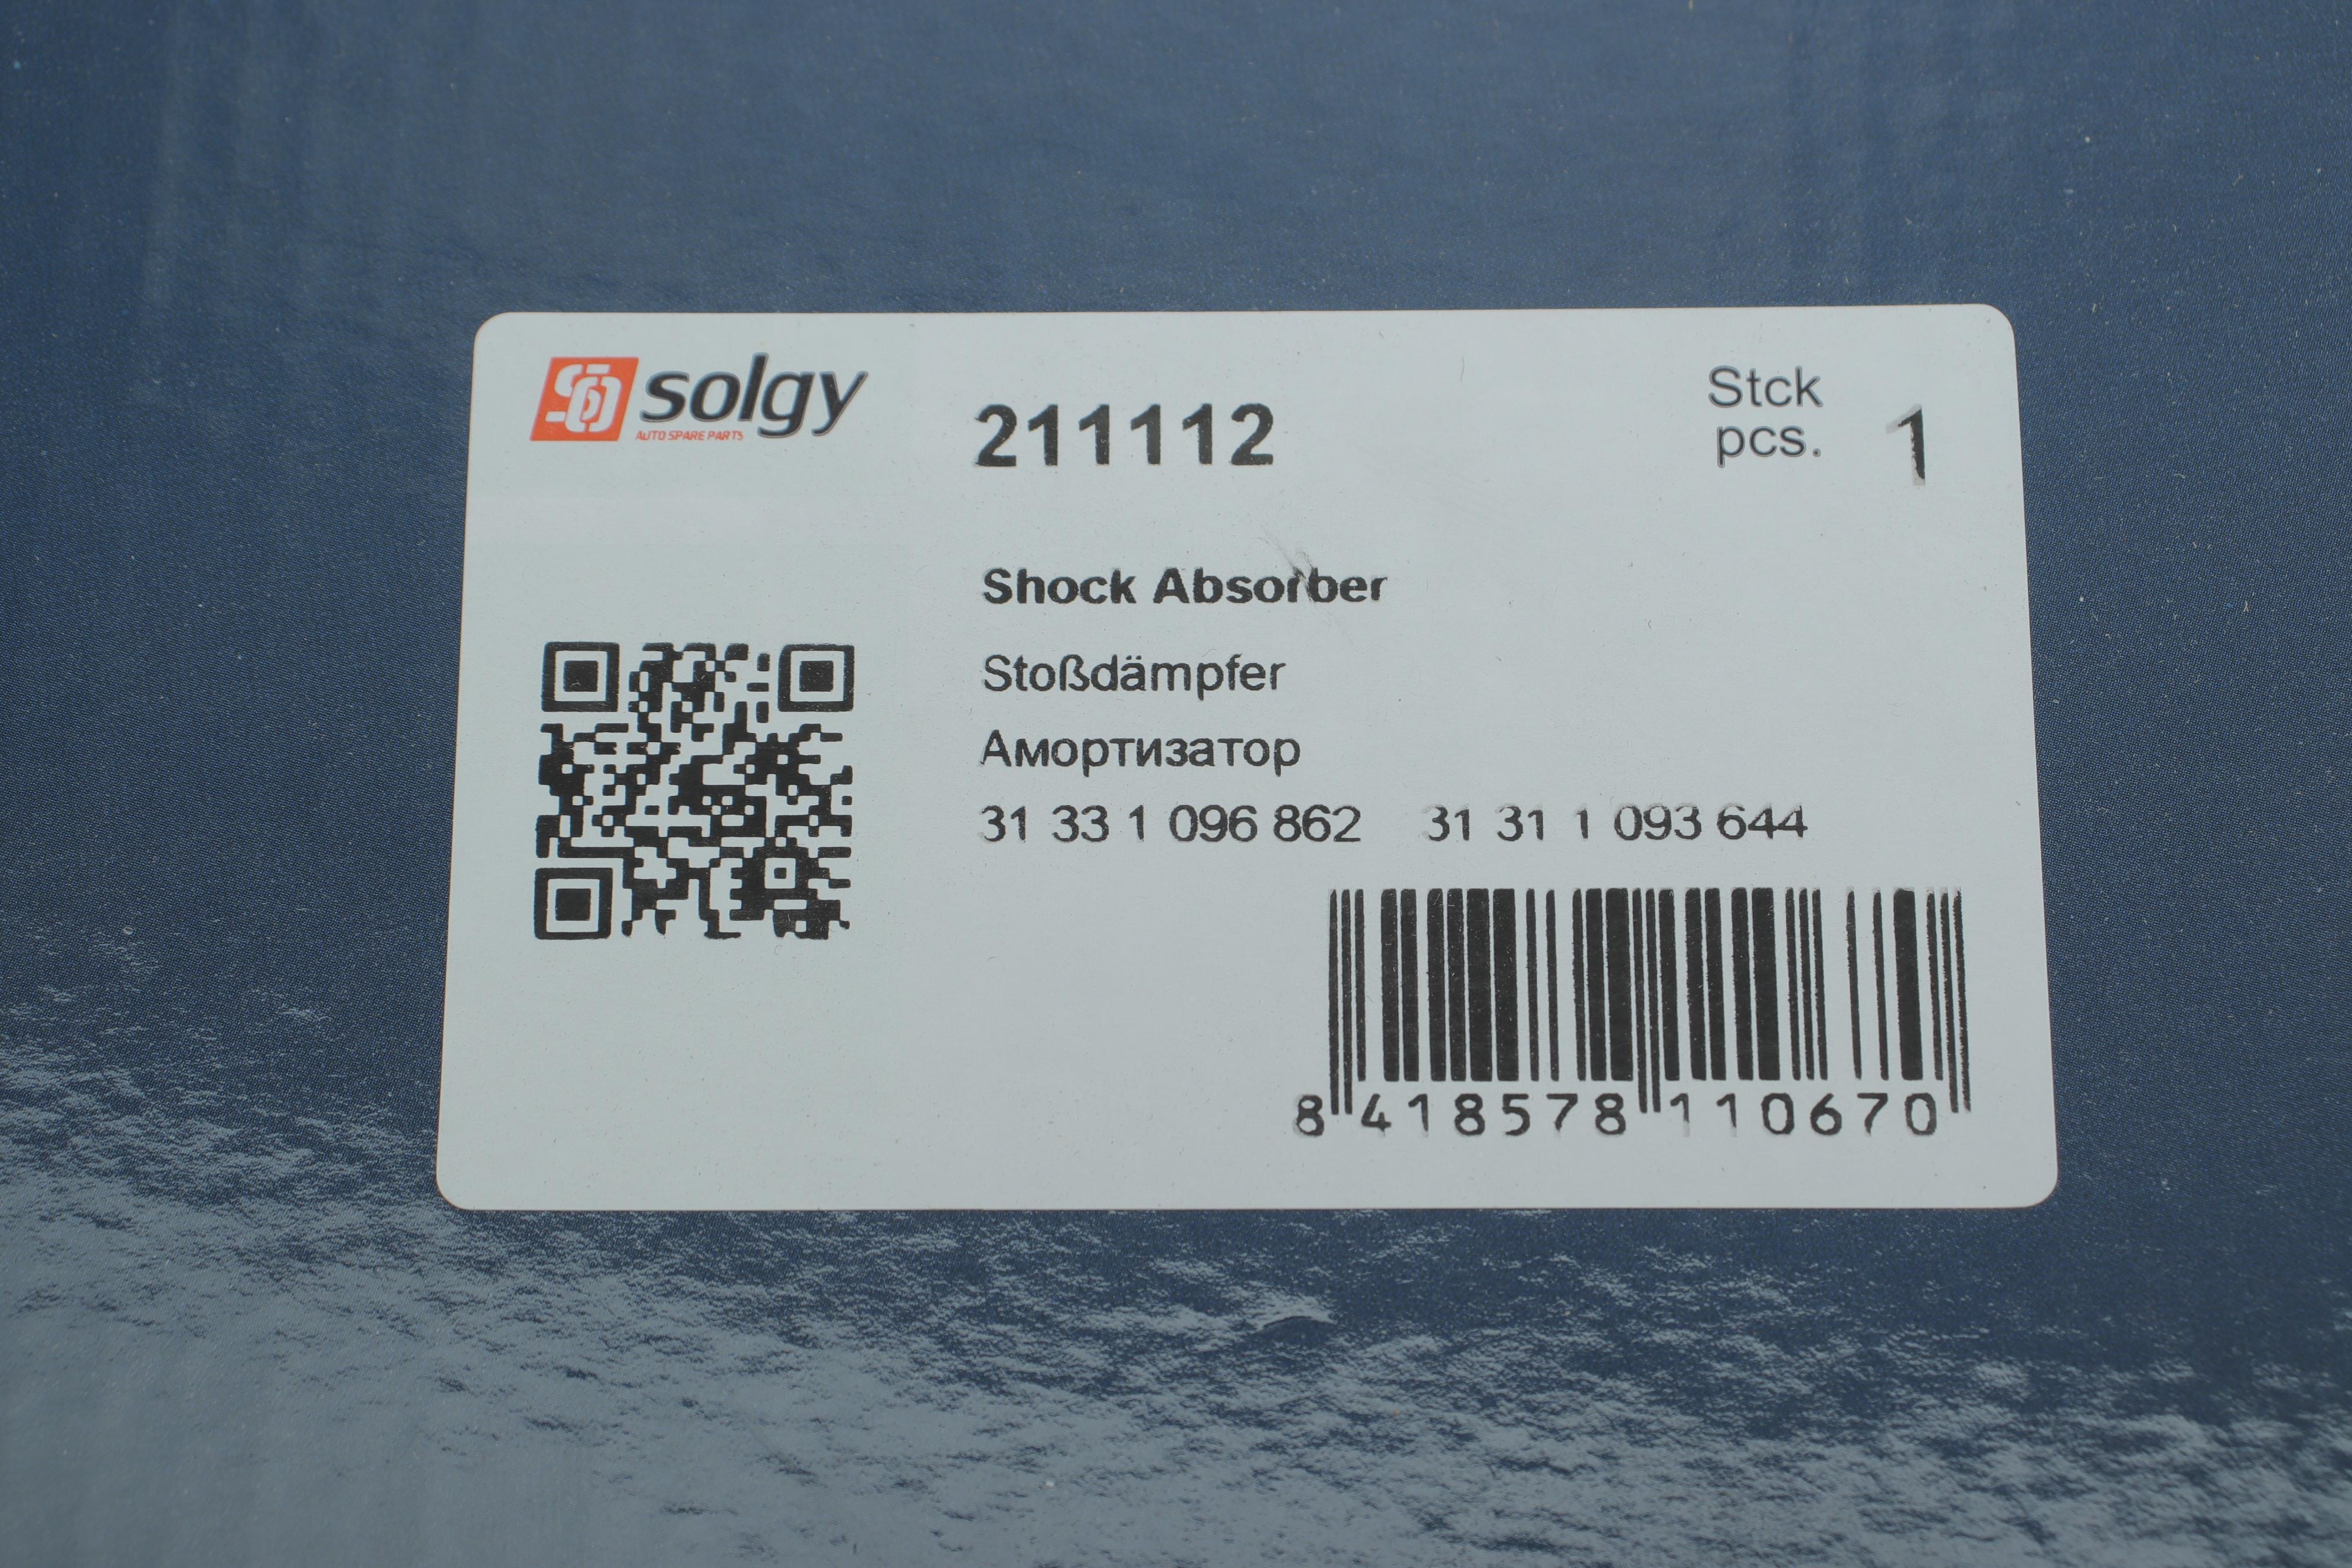 solgy
AUTO SPARE PARTS
211112
Stck
pcs. 1
Shock Absorber
Stoßdämpfer
Амортизатор
31 33 1 096 862 31 31 1 093 644
8 418578 110670